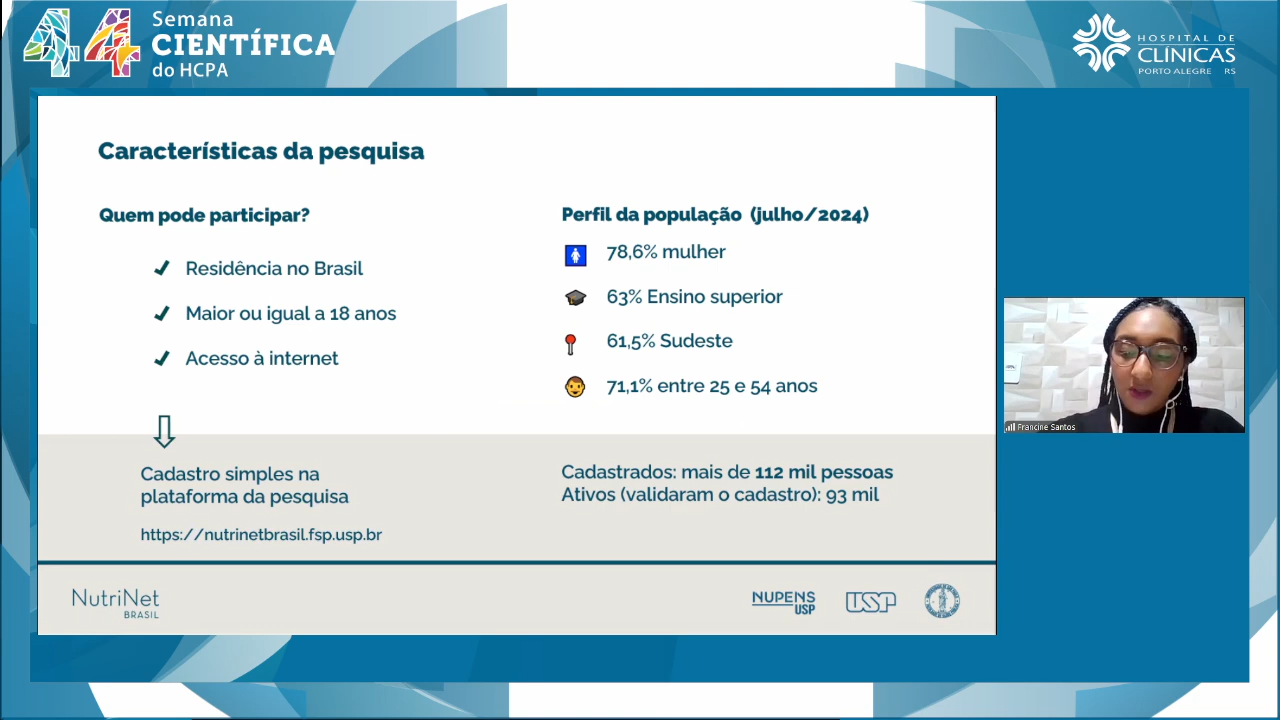 44
Semana
CIENTÍFICA
do HCPA
HOSPITAL DE
CLÍNICAS
PORTO ALEGRE RS
Características da pesquisa
Quem pode participar?
Residência no Brasil
Maior ou igual a 18 anos
Acesso à internet
Cadastro simples na
plataforma da pesquisa
https://nutrinetbrasil.fsp.usp.br
Perfil da população (julho/2024)
78,6% mulher
63% Ensino superior
61,5% Sudeste
71,1% entre 25 e 54 anos
Cadastrados: mais de 112 mil pessoas
Ativos (validaram o cadastro): 93 mil
Francine Santos
NutriNet
BRASIL
NUPENS
USP
USP